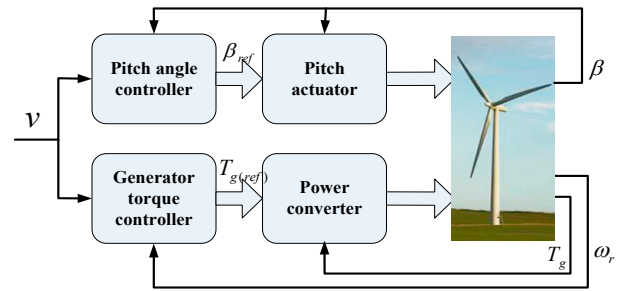 Pitch angle
controller
β_ref
Pitch
actuator
β
v
Generator
torque
controller
T_g(ref)
Power
converter
T_g
ω_r